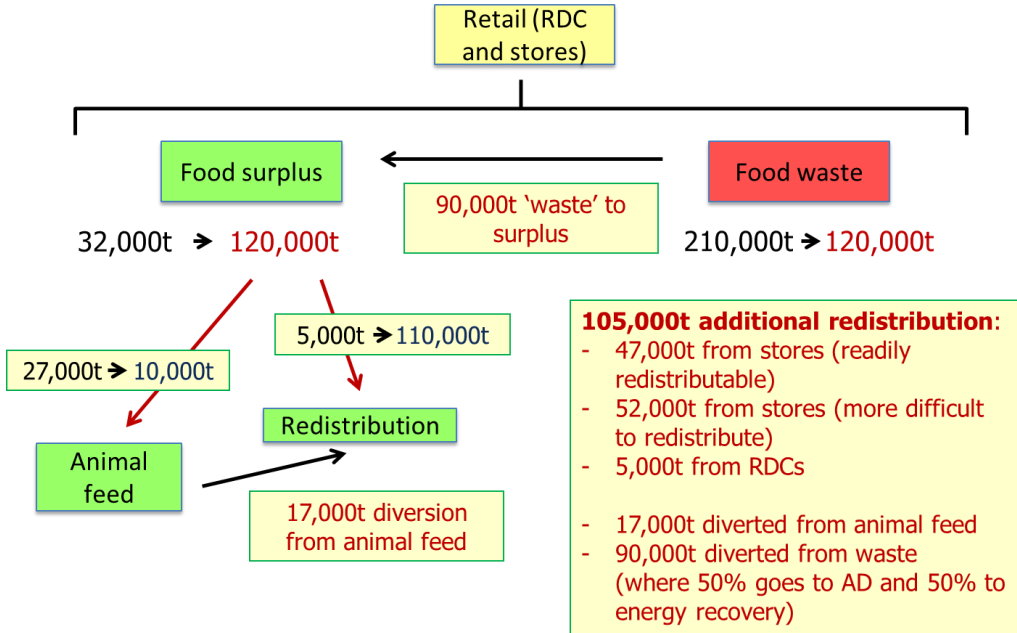 Retail (RDC
and stores)
Food surplus
Food waste
90,000t ‘waste’ to
surplus
32,000t → 120,000t
210,000t → 120,000t
5,000t → 110,000t
27,000t → 10,000t
Redistribution
Animal
feed
17,000t diversion
from animal feed
105,000t additional redistribution:
- 47,000t from stores (readily
redistributable)
- 52,000t from stores (more difficult
to redistribute)
- 5,000t from RDCs
- 17,000t diverted from animal feed
- 90,000t diverted from waste
(where 50% goes to AD and 50% to
energy recovery)